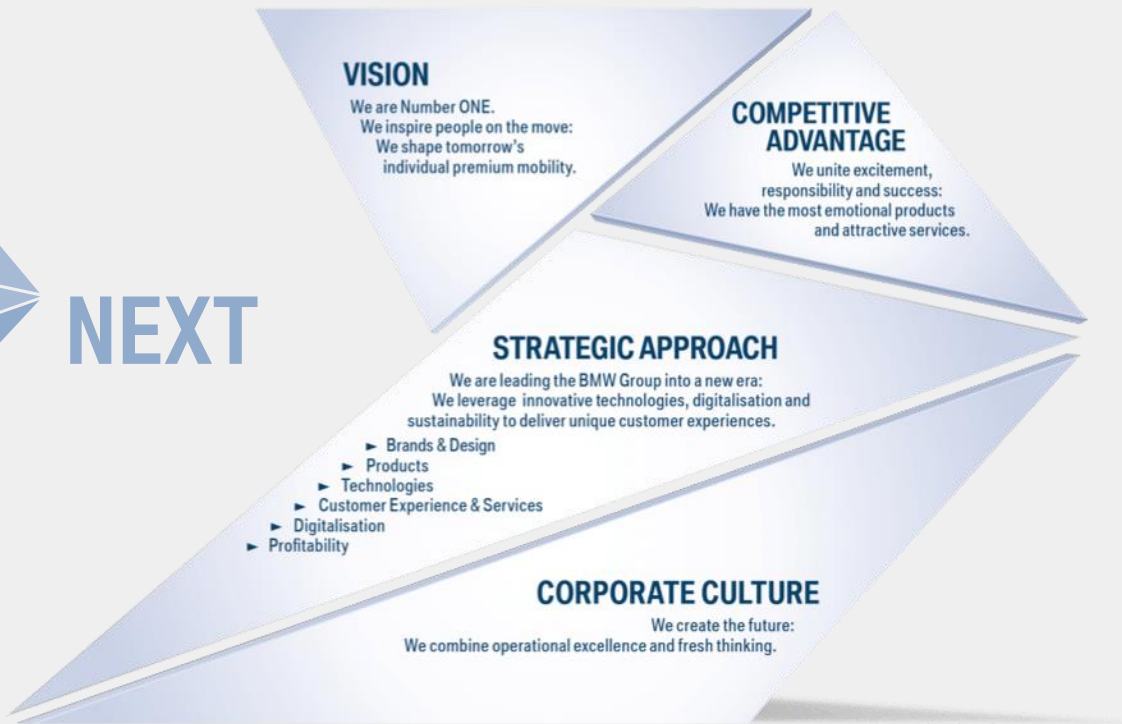 NEXT
VISION
We are Number ONE.
We inspire people on the move:
We shape tomorrow's
individual premium mobility.
COMPETITIVE
ADVANTAGE
We unite excitement,
responsibility and success:
We have the most emotional products
and attractive services.
STRATEGIC APPROACH
We are leading the BMW Group into a new era:
We leverage innovative technologies, digitalisation and
sustainability to deliver unique customer experiences.
► Brands & Design
► Products
► Technologies
► Customer Experience & Services
► Digitalisation
► Profitability
CORPORATE CULTURE
We create the future:
We combine operational excellence and fresh thinking.